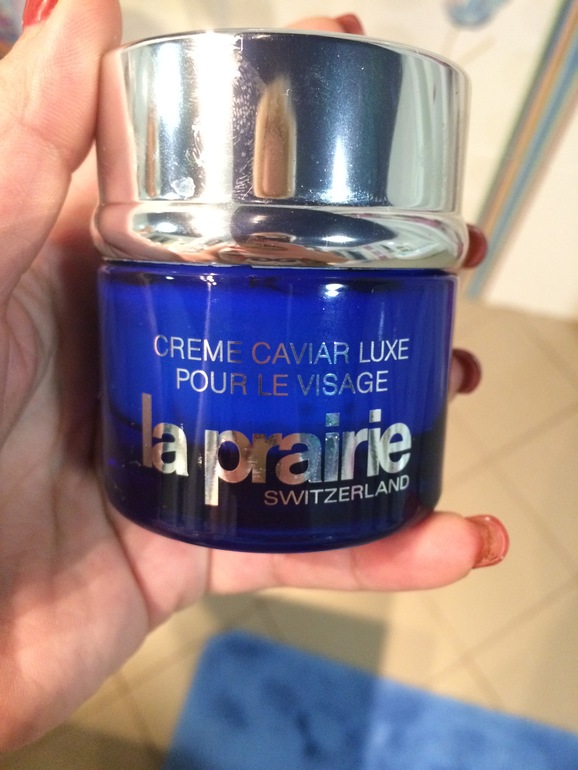 CREME CAVIAR LUXE
POUR LE VISAGE
la prairie
SWITZERLAND